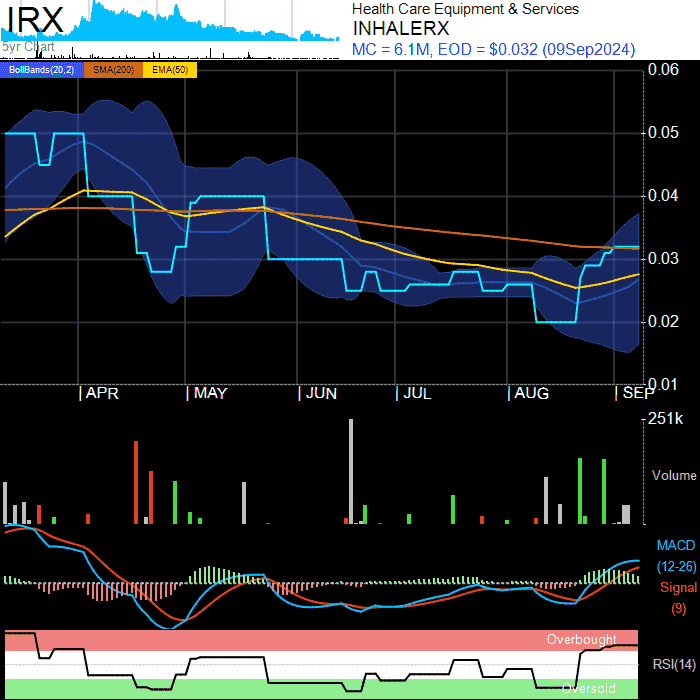 IRX
5yr Chart
Health Care Equipment & Services
INHALERX
MC = 6.1M, EOD = $0.032 (09Sep2024)
BollBands(20,2) SMA(200) EMA(50)
0.06
0.05
0.04
0.03
0.02
0.01
APR MAY JUN JUL AUG SEP
251k
Volume
MACD
(12-26)
Signal
(9)
Overbought
RSI(14)
Oversold